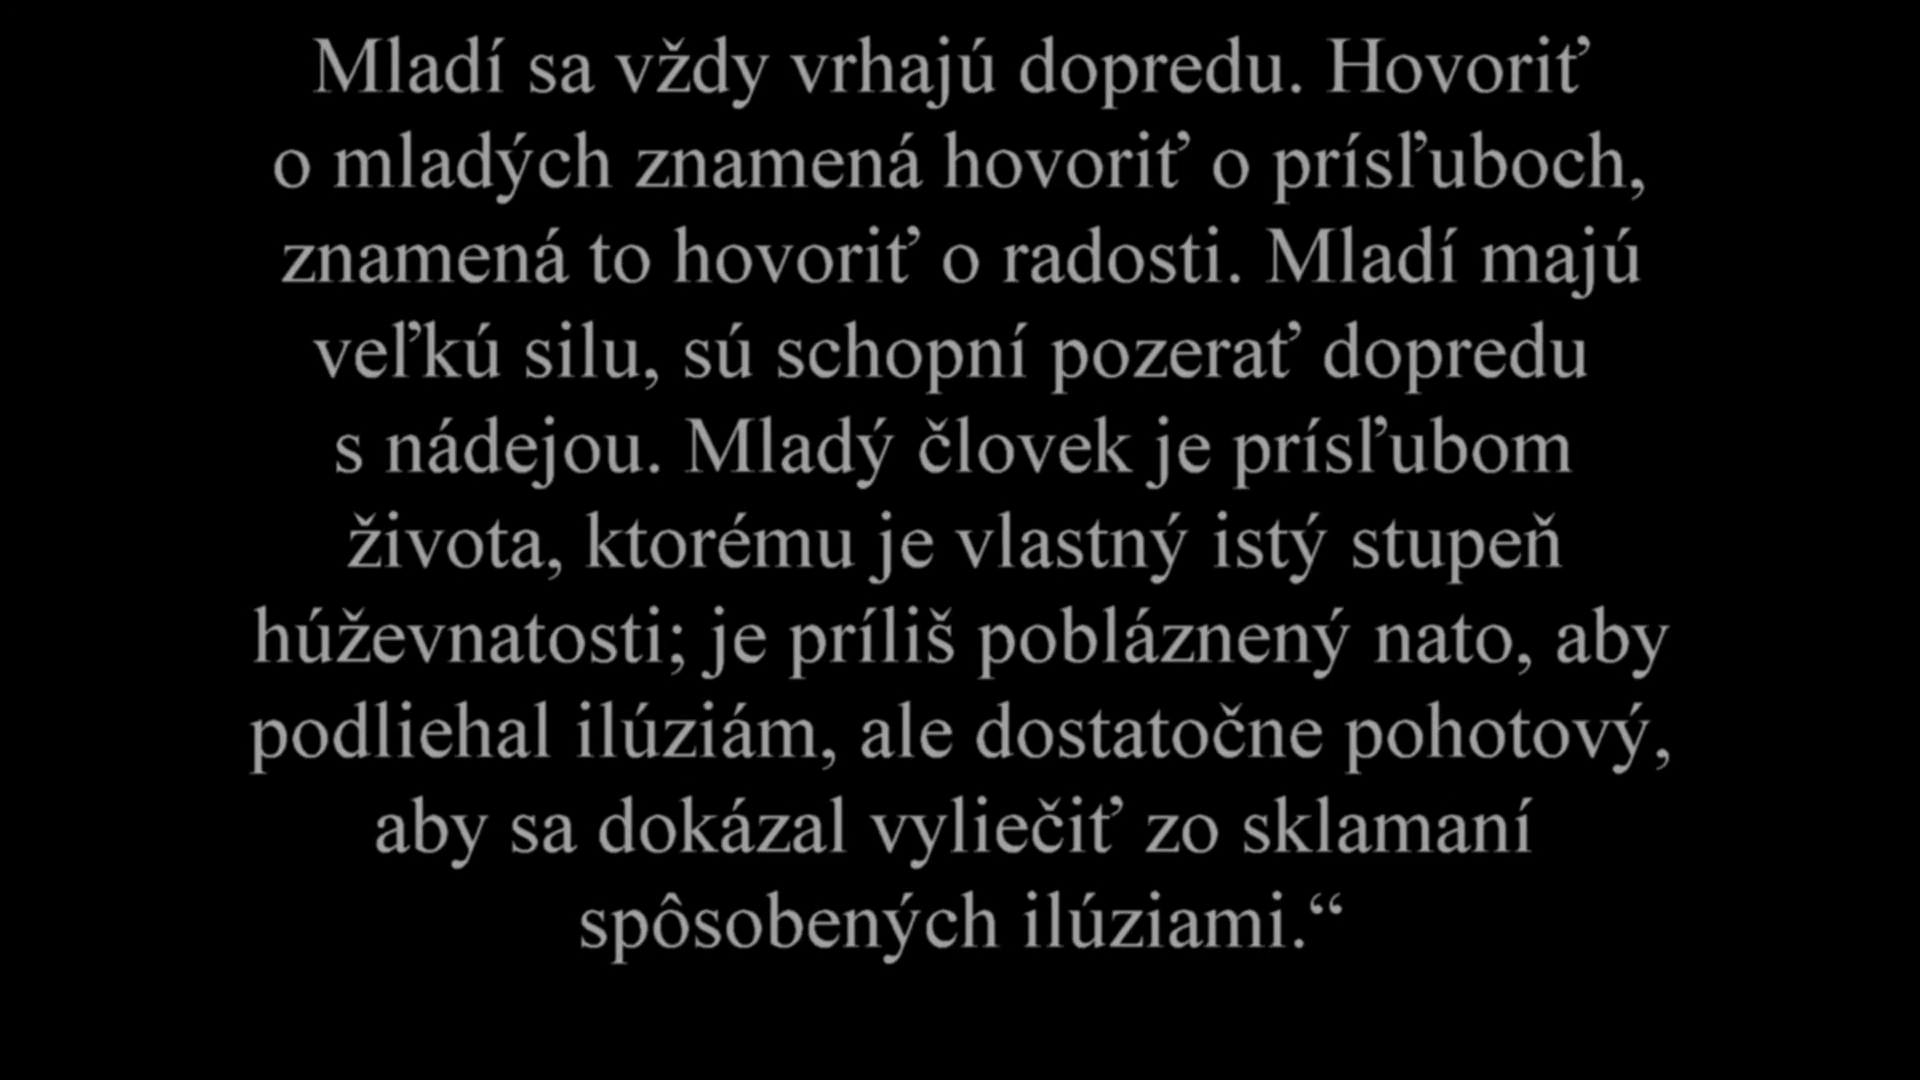 Mladí sa vždy vrhajú dopredu. Hovoriť
o mladých znamená hovoriť o prísľuboch,
znamená to hovoriť o radosti. Mladí majú
veľkú silu, sú schopní pozerať dopredu
s nádejou. Mladý človek je prísľubom
života, ktorému je vlastný istý stupeň
húževnatosti; je príliš pobláznený nato, aby
podliehal ilúziám, ale dostatočne pohotový,
aby sa dokázal vyliečiť zo sklamaní
spôsobených ilúziami.“